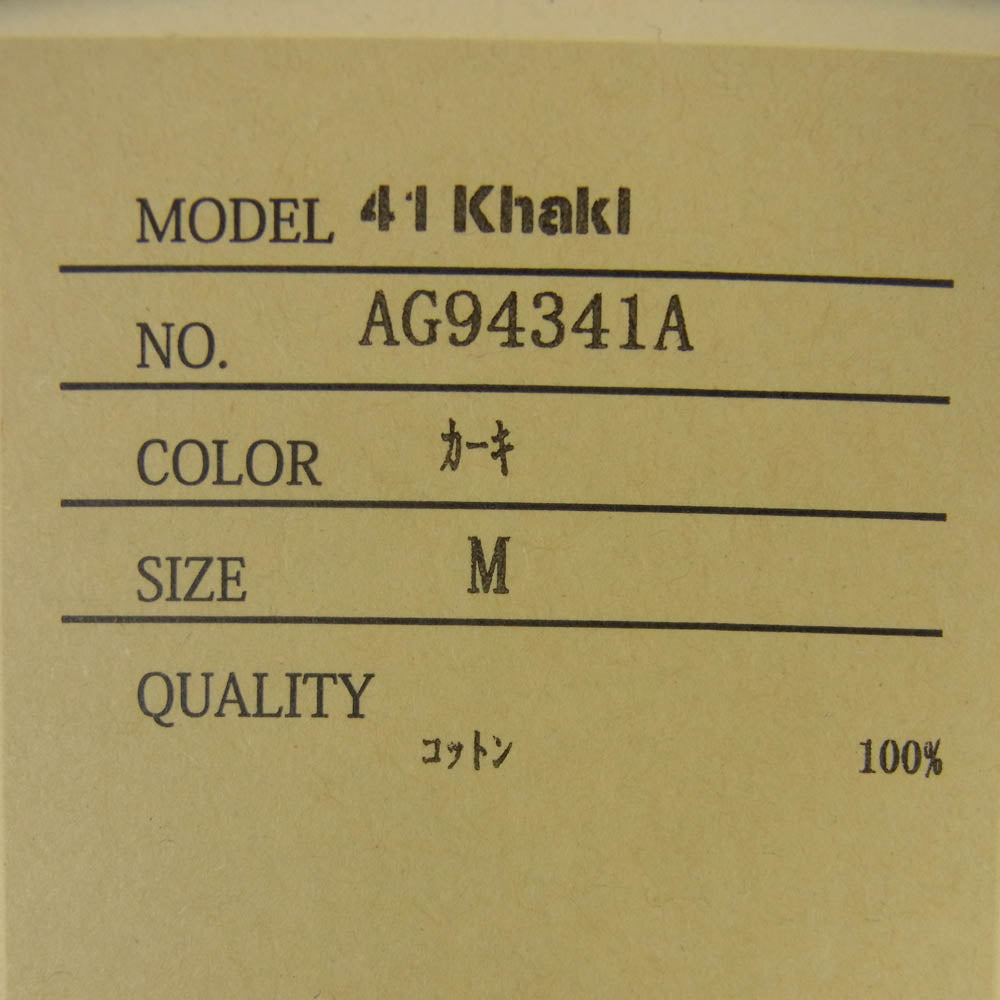 MODEL 41 Khaki
NO. AG94341A
COLOR カーキ
SIZE M
QUALITY
コットン 100%